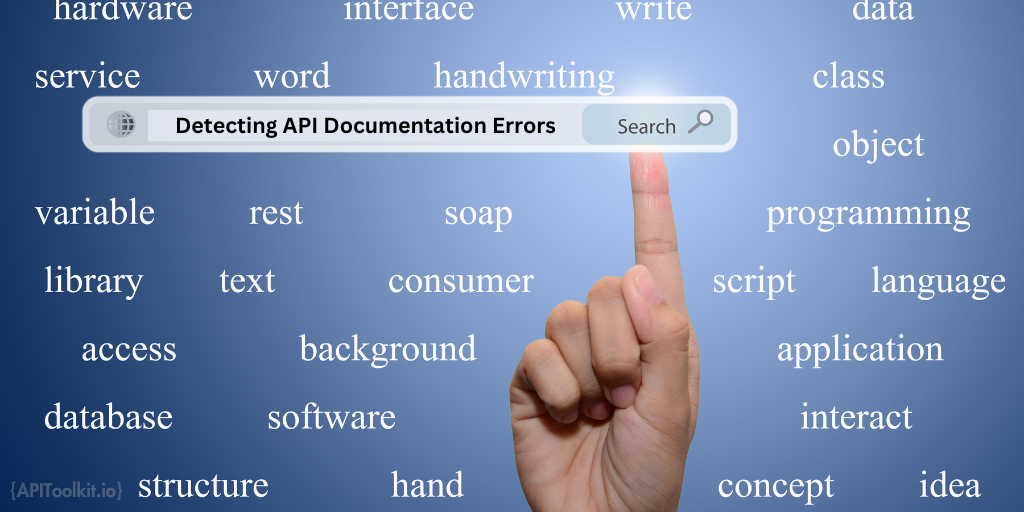 hardware interface write data
service word handwriting class
Detecting API Documentation Errors Search
object
variable rest soap programming
library text consumer script language
access background application
database software interact
{APIToolkit.io} structure hand concept idea